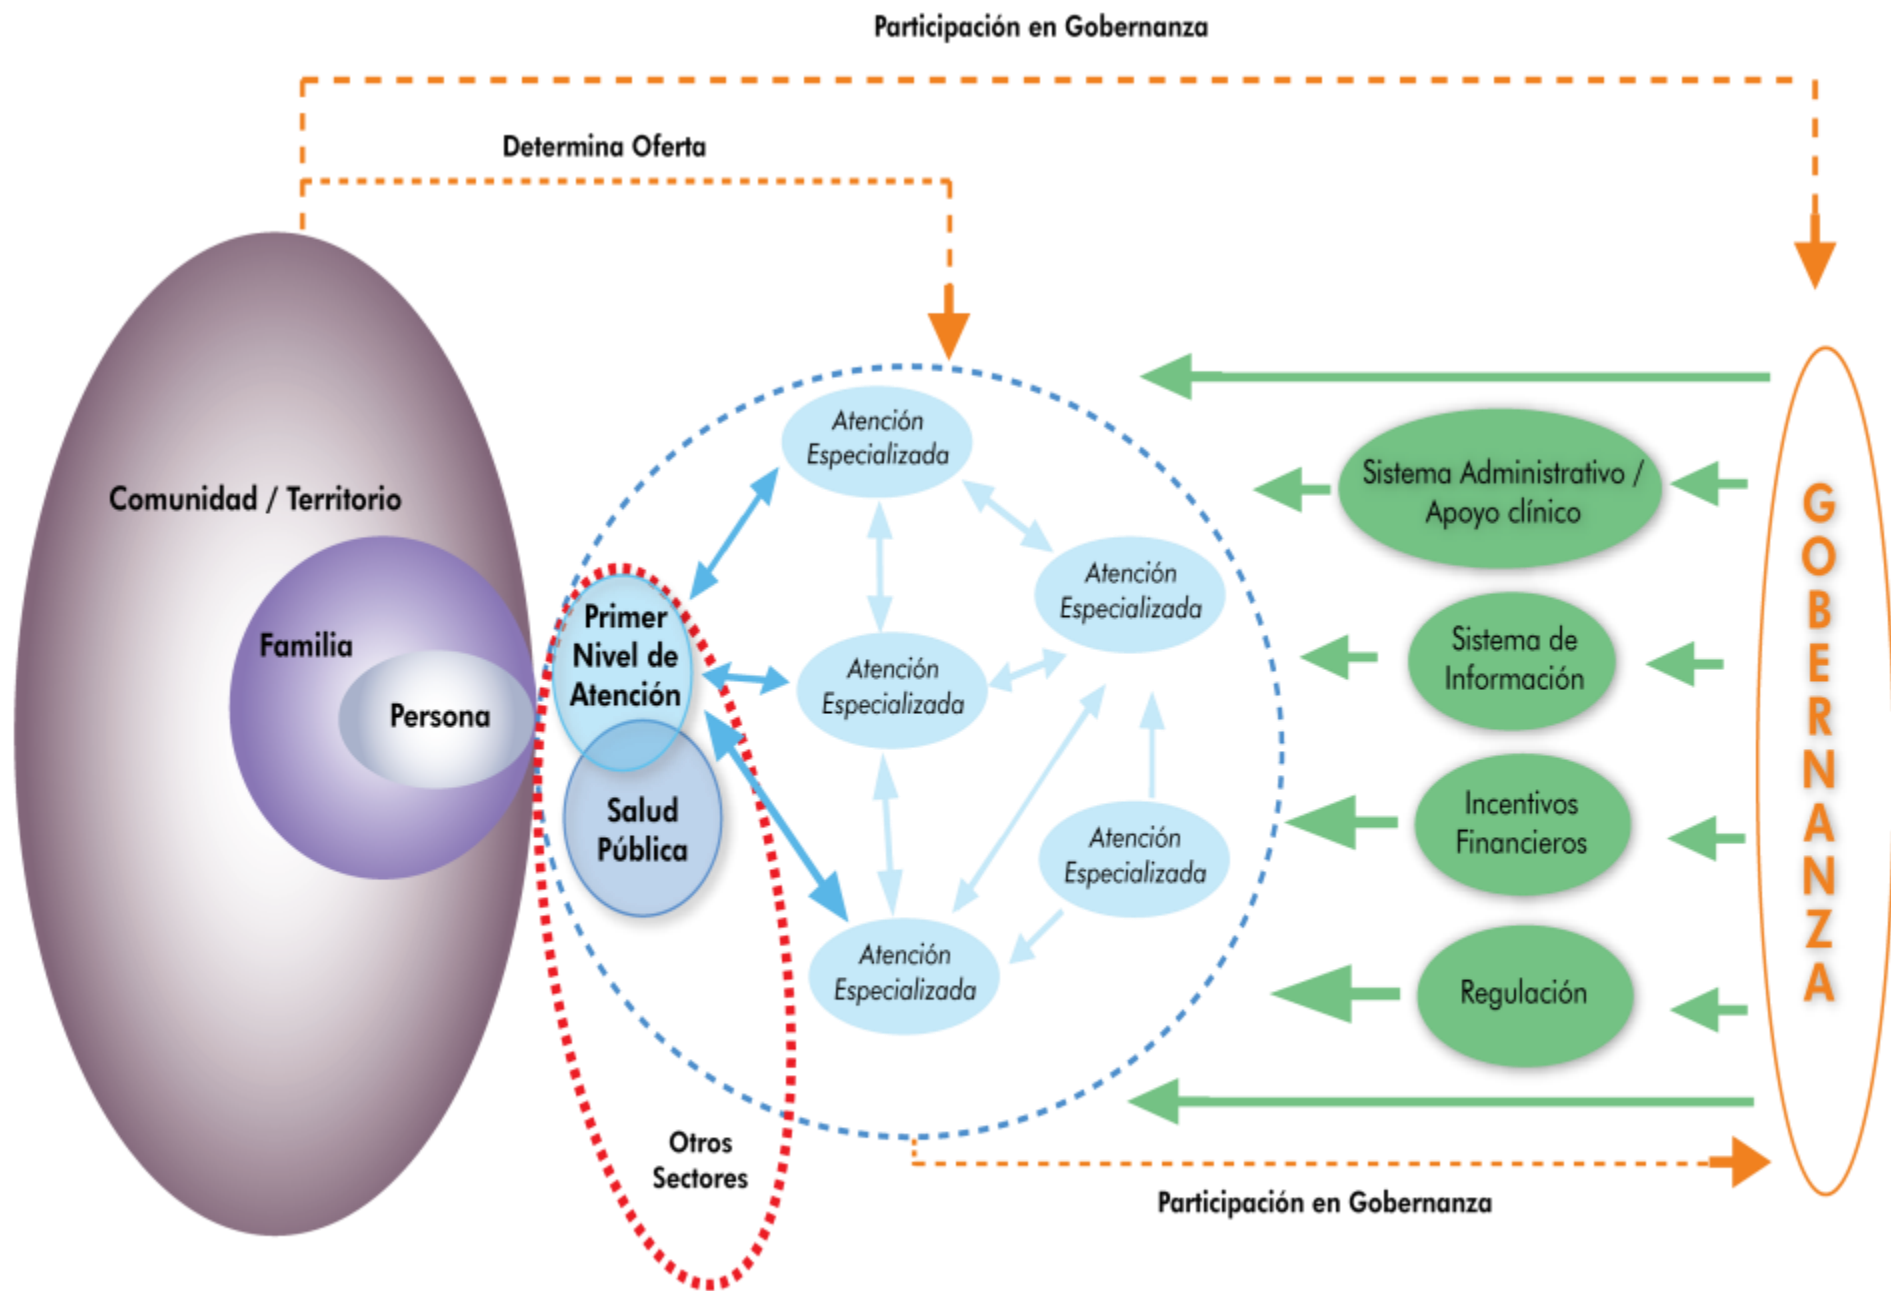 Participación en Gobernanza
Determina Oferta
Comunidad / Territorio
Familia
Persona
Primer
Nivel de
Atención
Salud
Pública
Otros
Sectores
Atención
Especializada
Atención
Especializada
Atención
Especializada
Atención
Especializada
Atención
Especializada
Sistema Administrativo /
Apoyo clínico
Sistema de
Información
Incentivos
Financieros
Regulación
GOBERNANZA
Participación en Gobernanza